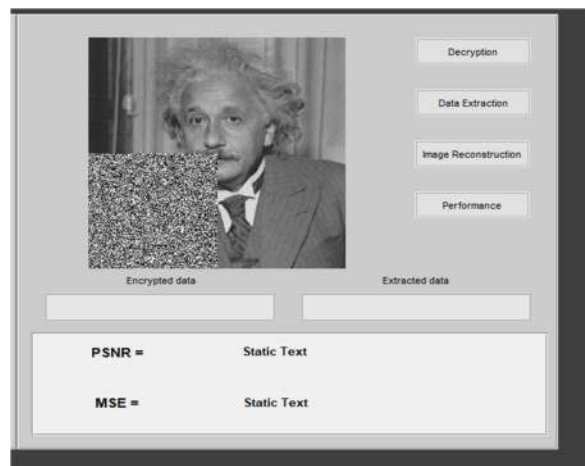 Decryption
Data Extraction
Image Reconstruction
Performance
Encrypted data
Extracted data
PSNR =
Static Text
MSE =
Static Text